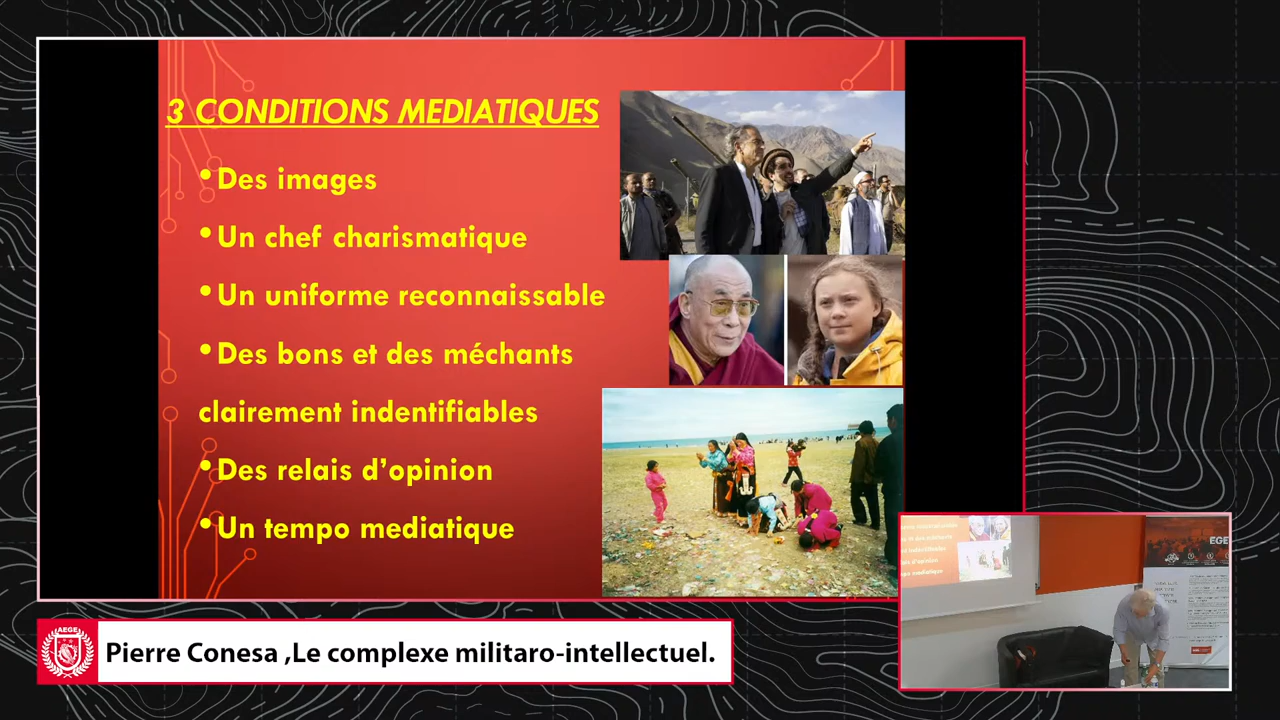 3 CONDITIONS MEDIATIQUES
•Des images
•Un chef charismatique
•Un uniforme reconnaissable
•Des bons et des méchants
clairement indentifiables
•Des relais d'opinion
•Un tempo mediatique
EGE
AEGE
Pierre Conesa ,Le complexe militaro-intellectuel.